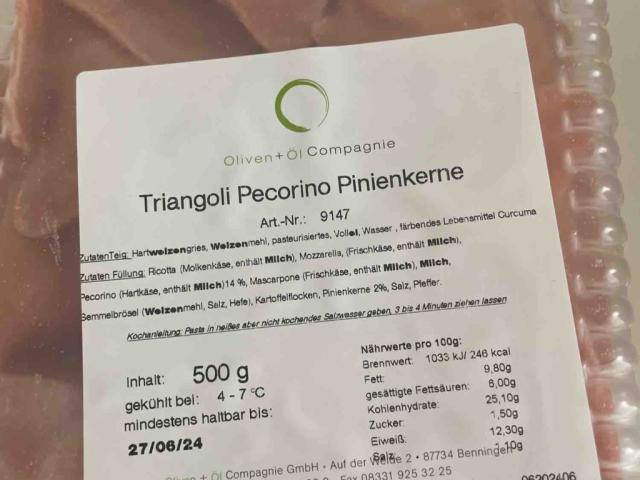 Oliven + Öl Compagnie
Triangoli Pecorino Pinienkerne
Art.-Nr.: 9147
ZutatenTeig: Hartweizengries, Weizenmehl, pasteurisiertes, Vollei, Wasser , färbendes Lebensmittel Curcuma
Zutaten Füllung: Ricotta (Molkenkäse, enthält Milch), Mozzarella, (Frischkäse, enthält Milch),
Pecorino (Hartkäse, enthält Milch)14 %, Mascarpone (Frischkäse, enthält Milch), Milch,
Semmelbrösel (Weizenmehl, Salz, Hefe), Kartoffelflocken, Pinienkerne 2%, Salz, Pfeffer.
Kochanleitung: Pasta in heißes aber nicht kochendes Salzwasser geben, 3 bis 4 Minuten ziehen lassen
Inhalt: 500 g
gekühlt bei: 4 - 7 °C
mindestens haltbar bis:
27/06/24
Nährwerte pro 100g:
Brennwert: 1033 kJ/ 246 kcal
Fett: 9,80g
gesättigte Fettsäuren: 6,00g
Kohlenhydrate: 25,10g
Zucker: 1,50g
Eiweiß: 12,30g
Salz: 1,10g
+ Öl Compagnie GmbH • Auf der Weide 2 • 87734 Benningen
Fax 08331 925 32 25
06202406